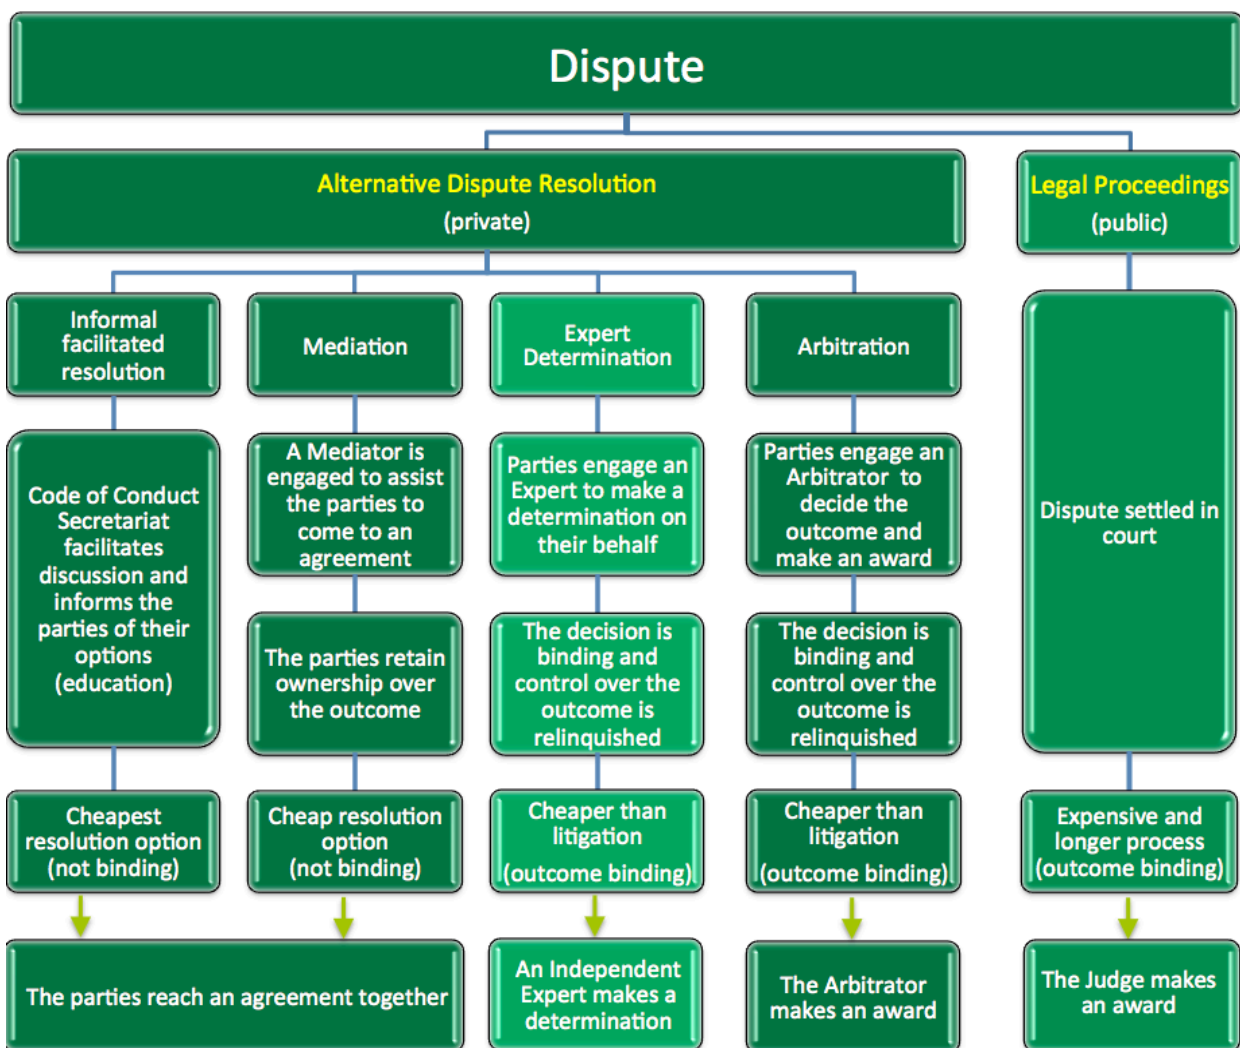 Dispute
Alternative Dispute Resolution
(private)
Legal Proceedings
(public)
Informal
facilitated
resolution
Mediation
Expert
Determination
Arbitration
Code of Conduct
Secretariat
facilitates
discussion and
informs the
parties of their
options
(education)
A Mediator is
engaged to assist
the parties to
come to an
agreement
Parties engage an
Expert to make a
determination on
their behalf
Parties engage an
Arbitrator to
decide the
outcome and
make an award
Dispute settled in
court
The parties retain
ownership over
the outcome
The decision is
binding and
control over the
outcome is
relinquished
The decision is
binding and
control over the
outcome is
relinquished
Cheapest
resolution option
(not binding)
Cheap resolution
option
(not binding)
Cheaper than
litigation
(outcome binding)
Cheaper than
litigation
(outcome binding)
Expensive and
longer process
(outcome binding)
The parties reach an agreement together
An Independent
Expert makes a
determination
The Arbitrator
makes an award
The Judge makes
an award